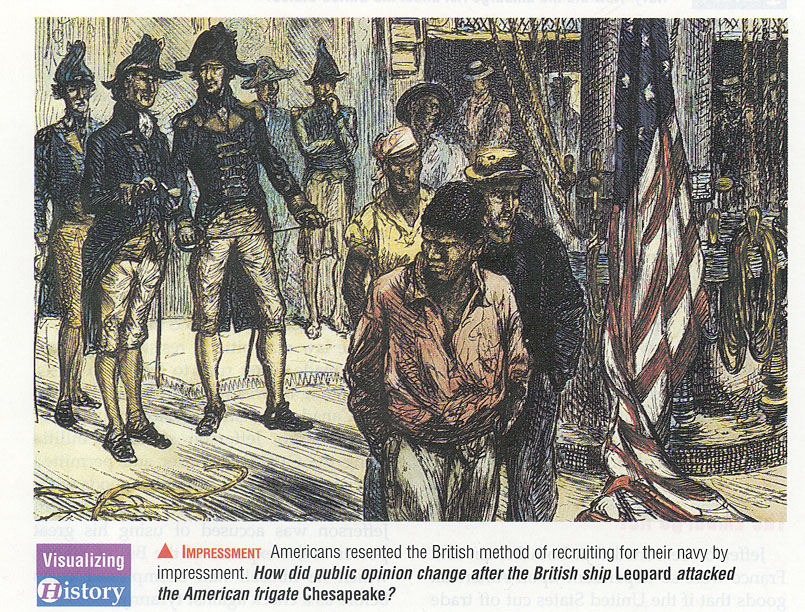 ▲ IMPRESSMENT Americans resented the British method of recruiting for their navy by
impressment. How did public opinion change after the British ship Leopard attacked
the American frigate Chesapeake?
Visualizing
History